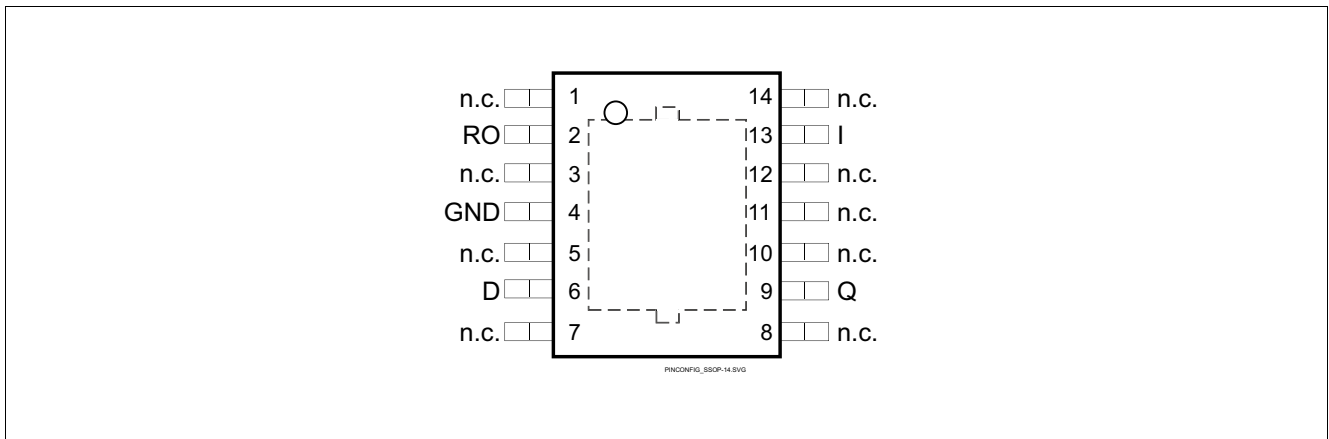 n.c. 1 14 n.c.
RO 2 13 I
n.c. 3 12 n.c.
GND 4 11 n.c.
n.c. 5 10 n.c.
D 6 9 Q
n.c. 7 8 n.c.
PINCONFIG_SSOP-14.SVG